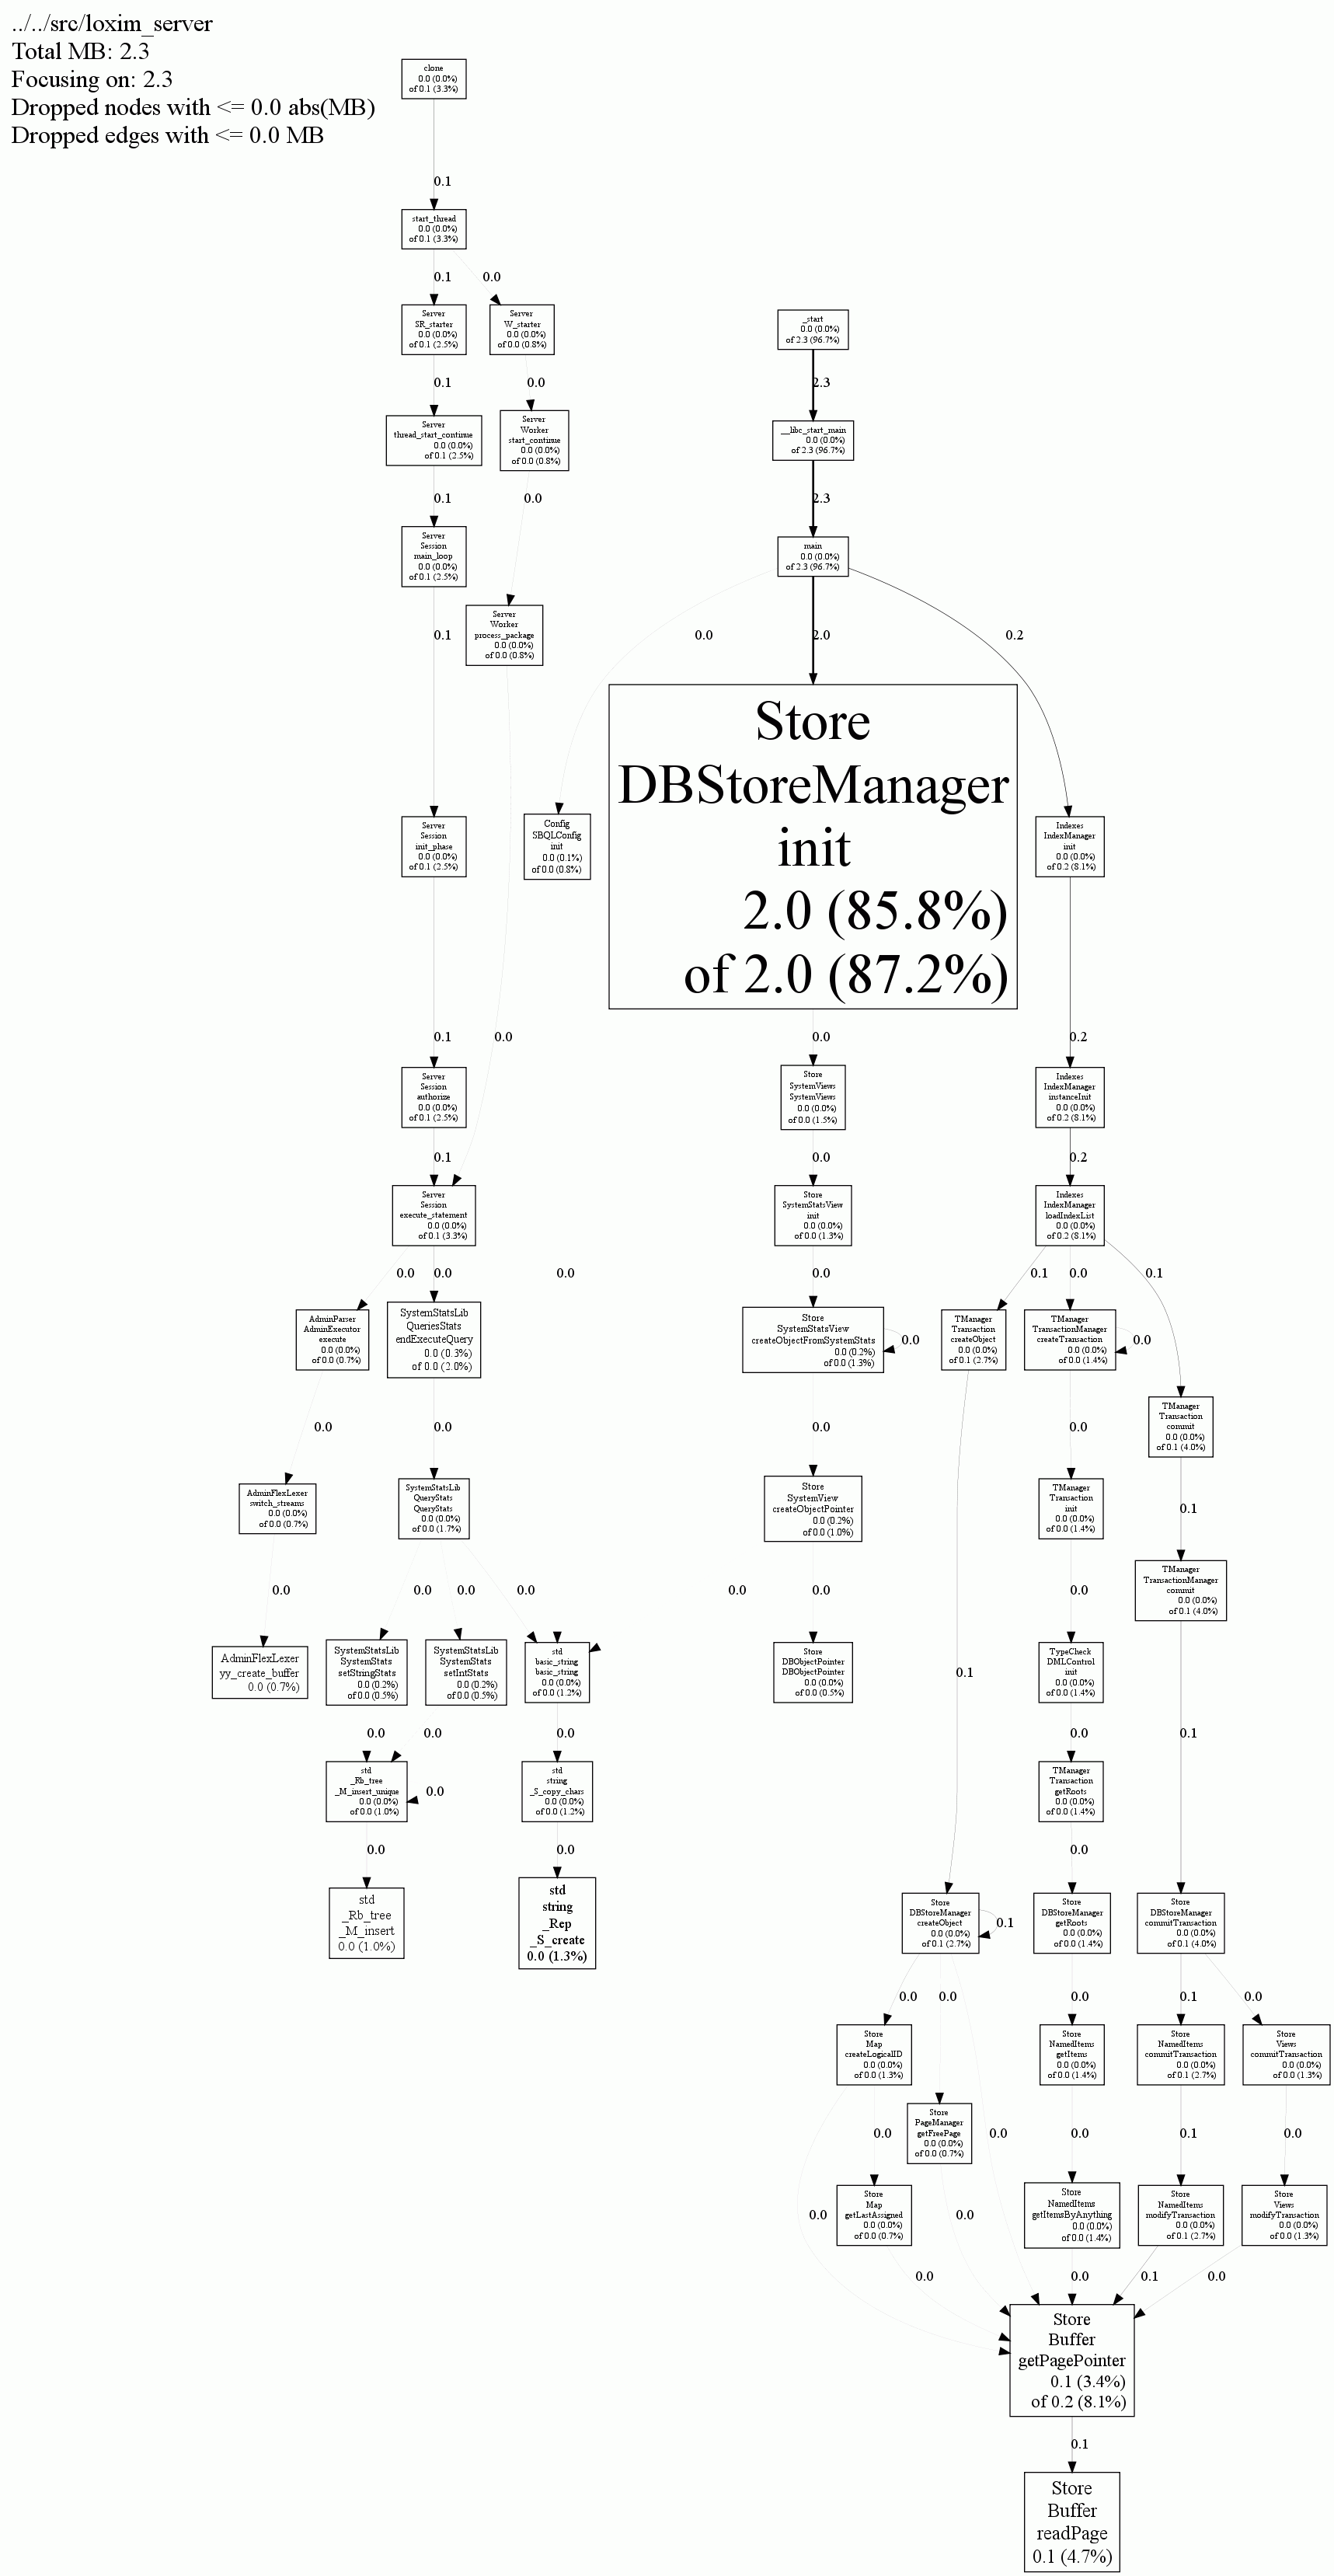 ../../src/loxim_server
Total MB: 2.3
Focusing on: 2.3
Dropped nodes with <= 0.0 abs(MB)
Dropped edges with <= 0.0 MB
clone
0.0 (0.0%)
of 0.1 (3.3%)
0.1
start_thread
0.0 (0.0%)
of 0.1 (3.3%)
0.1
0.0
Server
SR_starter
0.0 (0.0%)
of 0.1 (2.5%)
Server
W_starter
0.0 (0.0%)
of 0.0 (0.8%)
_start
0.0 (0.0%)
of 2.3 (96.7%)
0.1
0.0
2.3
Server
thread_start_continue
0.0 (0.0%)
of 0.1 (2.5%)
Server
Worker
start_continue
0.0 (0.0%)
of 0.0 (0.8%)
__libc_start_main
0.0 (0.0%)
of 2.3 (96.7%)
0.1
0.0
2.3
Server
Session
main_loop
0.0 (0.0%)
of 0.1 (2.5%)
main
0.0 (0.0%)
of 2.3 (96.7%)
Server
Worker
process_package
0.0 (0.0%)
of 0.0 (0.8%)
0.1
0.0
2.0
0.2
Store
DBStoreManager
init
2.0 (85.8%)
of 2.0 (87.2%)
Server
Session
init_phase
0.0 (0.0%)
of 0.1 (2.5%)
Config
SBQLConfig
init
0.0 (0.1%)
of 0.0 (0.8%)
Indexes
IndexManager
init
0.0 (0.0%)
of 0.2 (8.1%)
0.1
0.0
0.0
0.2
Server
Session
authorize
0.0 (0.0%)
of 0.1 (2.5%)
Store
SystemViews
SystemViews
0.0 (0.0%)
of 0.0 (1.5%)
Indexes
IndexManager
instanceInit
0.0 (0.0%)
of 0.2 (8.1%)
0.1
0.0
0.2
Server
Session
execute_statement
0.0 (0.0%)
of 0.1 (3.3%)
Store
SystemStatsView
init
0.0 (0.0%)
of 0.0 (1.3%)
Indexes
IndexManager
loadIndexList
0.0 (0.0%)
of 0.2 (8.1%)
0.0
0.0
0.0
0.0
0.1
0.0
0.1
AdminParser
AdminExecutor
execute
0.0 (0.0%)
of 0.0 (0.7%)
SystemStatsLib
QueriesStats
endExecuteQuery
0.0 (0.3%)
of 0.0 (2.0%)
Store
SystemStatsView
createObjectFromSystemStats
0.0 (0.2%)
of 0.0 (1.3%)
0.0
TManager
Transaction
createObject
0.0 (0.0%)
of 0.1 (2.7%)
TManager
TransactionManager
createTransaction
0.0 (0.0%)
of 0.0 (1.4%)
0.0
TManager
Transaction
commit
0.0 (0.0%)
of 0.1 (4.0%)
0.0
0.0
0.0
0.0
0.1
AdminFlexLexer
switch_streams
0.0 (0.0%)
of 0.0 (0.7%)
SystemStatsLib
QueryStats
QueryStats
0.0 (0.0%)
of 0.0 (1.7%)
Store
SystemView
createObjectPointer
0.0 (0.2%)
of 0.0 (1.0%)
TManager
Transaction
init
0.0 (0.0%)
of 0.0 (1.4%)
TManager
TransactionManager
commit
0.0 (0.0%)
of 0.1 (4.0%)
0.0
0.0
0.0
0.0
0.0
0.0
0.0
AdminFlexLexer
yy_create_buffer
0.0 (0.7%)
SystemStatsLib
SystemStats
setStringStats
0.0 (0.2%)
of 0.0 (0.5%)
SystemStatsLib
SystemStats
setIntStats
0.0 (0.2%)
of 0.0 (0.5%)
std
basic_string
basic_string
0.0 (0.0%)
of 0.0 (1.2%)
Store
DBObjectPointer
DBObjectPointer
0.0 (0.0%)
of 0.0 (0.5%)
0.1
TypeCheck
DMLControl
init
0.0 (0.0%)
of 0.0 (1.4%)
0.0
0.0
0.0
0.0
0.1
std
_Rb_tree
_M_insert_unique
0.0 (0.0%)
of 0.0 (1.0%)
0.0
std
string
_S_copy_chars
0.0 (0.0%)
of 0.0 (1.2%)
TManager
Transaction
getRoots
0.0 (0.0%)
of 0.0 (1.4%)
0.0
0.0
0.0
std
_Rb_tree
_M_insert
0.0 (1.0%)
std
string
_Rep
_S_create
0.0 (1.3%)
Store
DBStoreManager
createObject
0.0 (0.0%)
of 0.1 (2.7%)
0.1
Store
DBStoreManager
getRoots
0.0 (0.0%)
of 0.0 (1.4%)
Store
DBStoreManager
commitTransaction
0.0 (0.0%)
of 0.1 (4.0%)
0.0
0.0
0.0
0.1
0.0
Store
Map
createLogicalID
0.0 (0.0%)
of 0.0 (1.3%)
Store
NamedItems
getItems
0.0 (0.0%)
of 0.0 (1.4%)
Store
NamedItems
commitTransaction
0.0 (0.0%)
of 0.1 (2.7%)
Store
Views
commitTransaction
0.0 (0.0%)
of 0.0 (1.3%)
0.0
Store
PageManager
getFreePage
0.0 (0.0%)
of 0.0 (0.7%)
0.0
0.0
0.1
0.0
Store
Map
getLastAssigned
0.0 (0.0%)
of 0.0 (0.7%)
Store
NamedItems
getItemsByAnything
0.0 (0.0%)
of 0.0 (1.4%)
Store
NamedItems
modifyTransaction
0.0 (0.0%)
of 0.1 (2.7%)
Store
Views
modifyTransaction
0.0 (0.0%)
of 0.0 (1.3%)
0.0
0.0
0.0
0.0
0.1
0.0
Store
Buffer
getPagePointer
0.1 (3.4%)
of 0.2 (8.1%)
0.1
Store
Buffer
readPage
0.1 (4.7%)